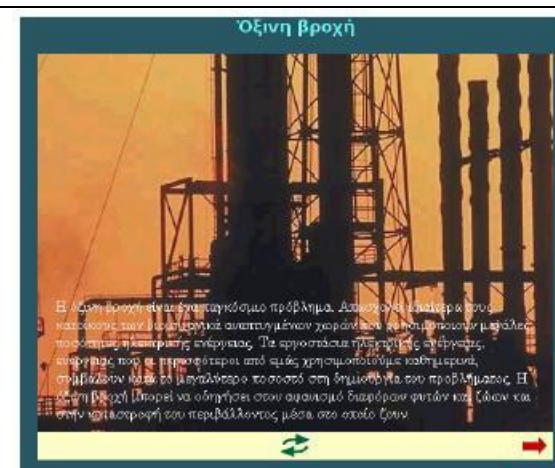 Όξινη βροχή
Η όξινη βροχή είναι ένα παγκόσμιο πρόβλημα. Απασχολεί ιδιαίτερα τους
κατοίκους των βιομηχανικά αναπτυγμένων χωρών που χρησιμοποιούν μεγάλες
ποσότητες ηλεκτρικής ενέργειας. Τα εργοστάσια ηλεκτρικής ενέργειας,
ενέργειας που οι περισσότεροι από εμάς χρησιμοποιούμε καθημερινά,
συμβάλουν κατά το μεγαλύτερο ποσοστό στη δημιουργία του προβλήματος. Η
όξινη βροχή μπορεί να οδηγήσει στον αφανισμό διαφόρων φυτών και ζώων και
στην καταστροφή του περιβάλλοντος μέσα στο οποίο ζουν.